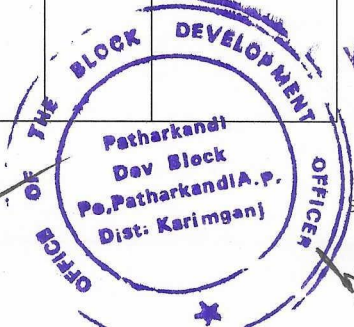 OFFICE OF THE BLOCK DEVELOPMENT OFFICER
Patharkandi
Dev Block
Po,PatharkandiA.P.
Dist: Karimganj